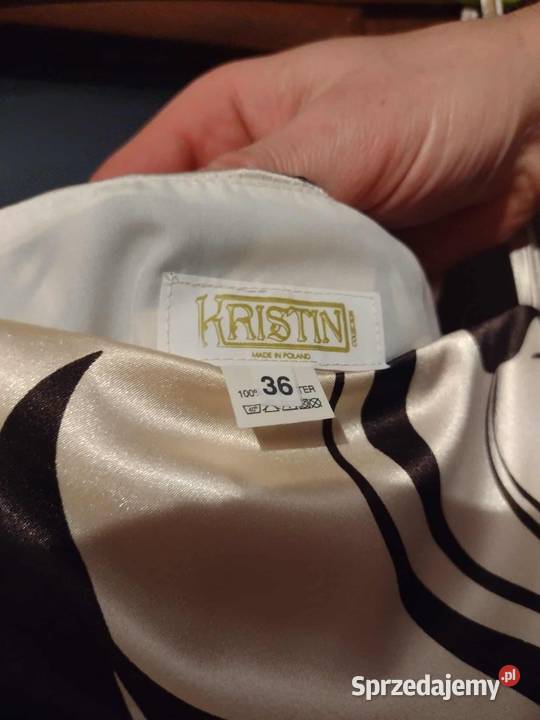 KRISTIN
MADE IN POLAND
36
100%
TER
Sprzedajemy.pl